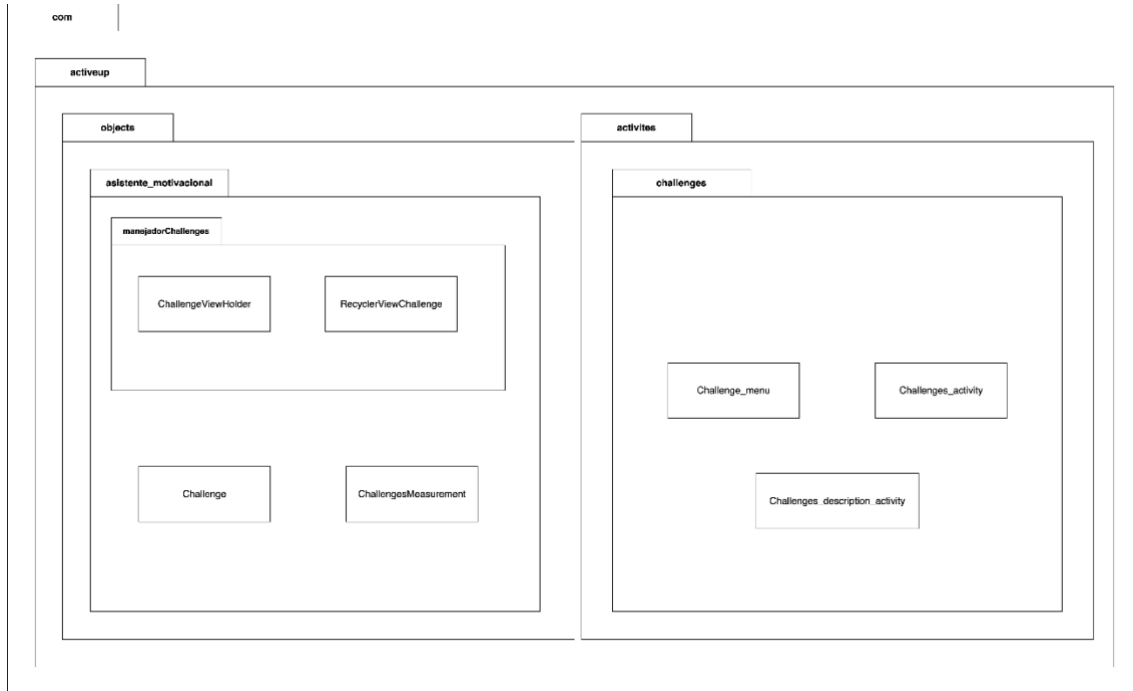 com
activeup
objects
activites
asistente_motivacional
challenges
manejadorChallenges
ChallengeViewHolder
RecyclerViewChallenge
Challenge_menu
Challenges_activity
Challenge
ChallengesMeasurement
Challenges_description_activity